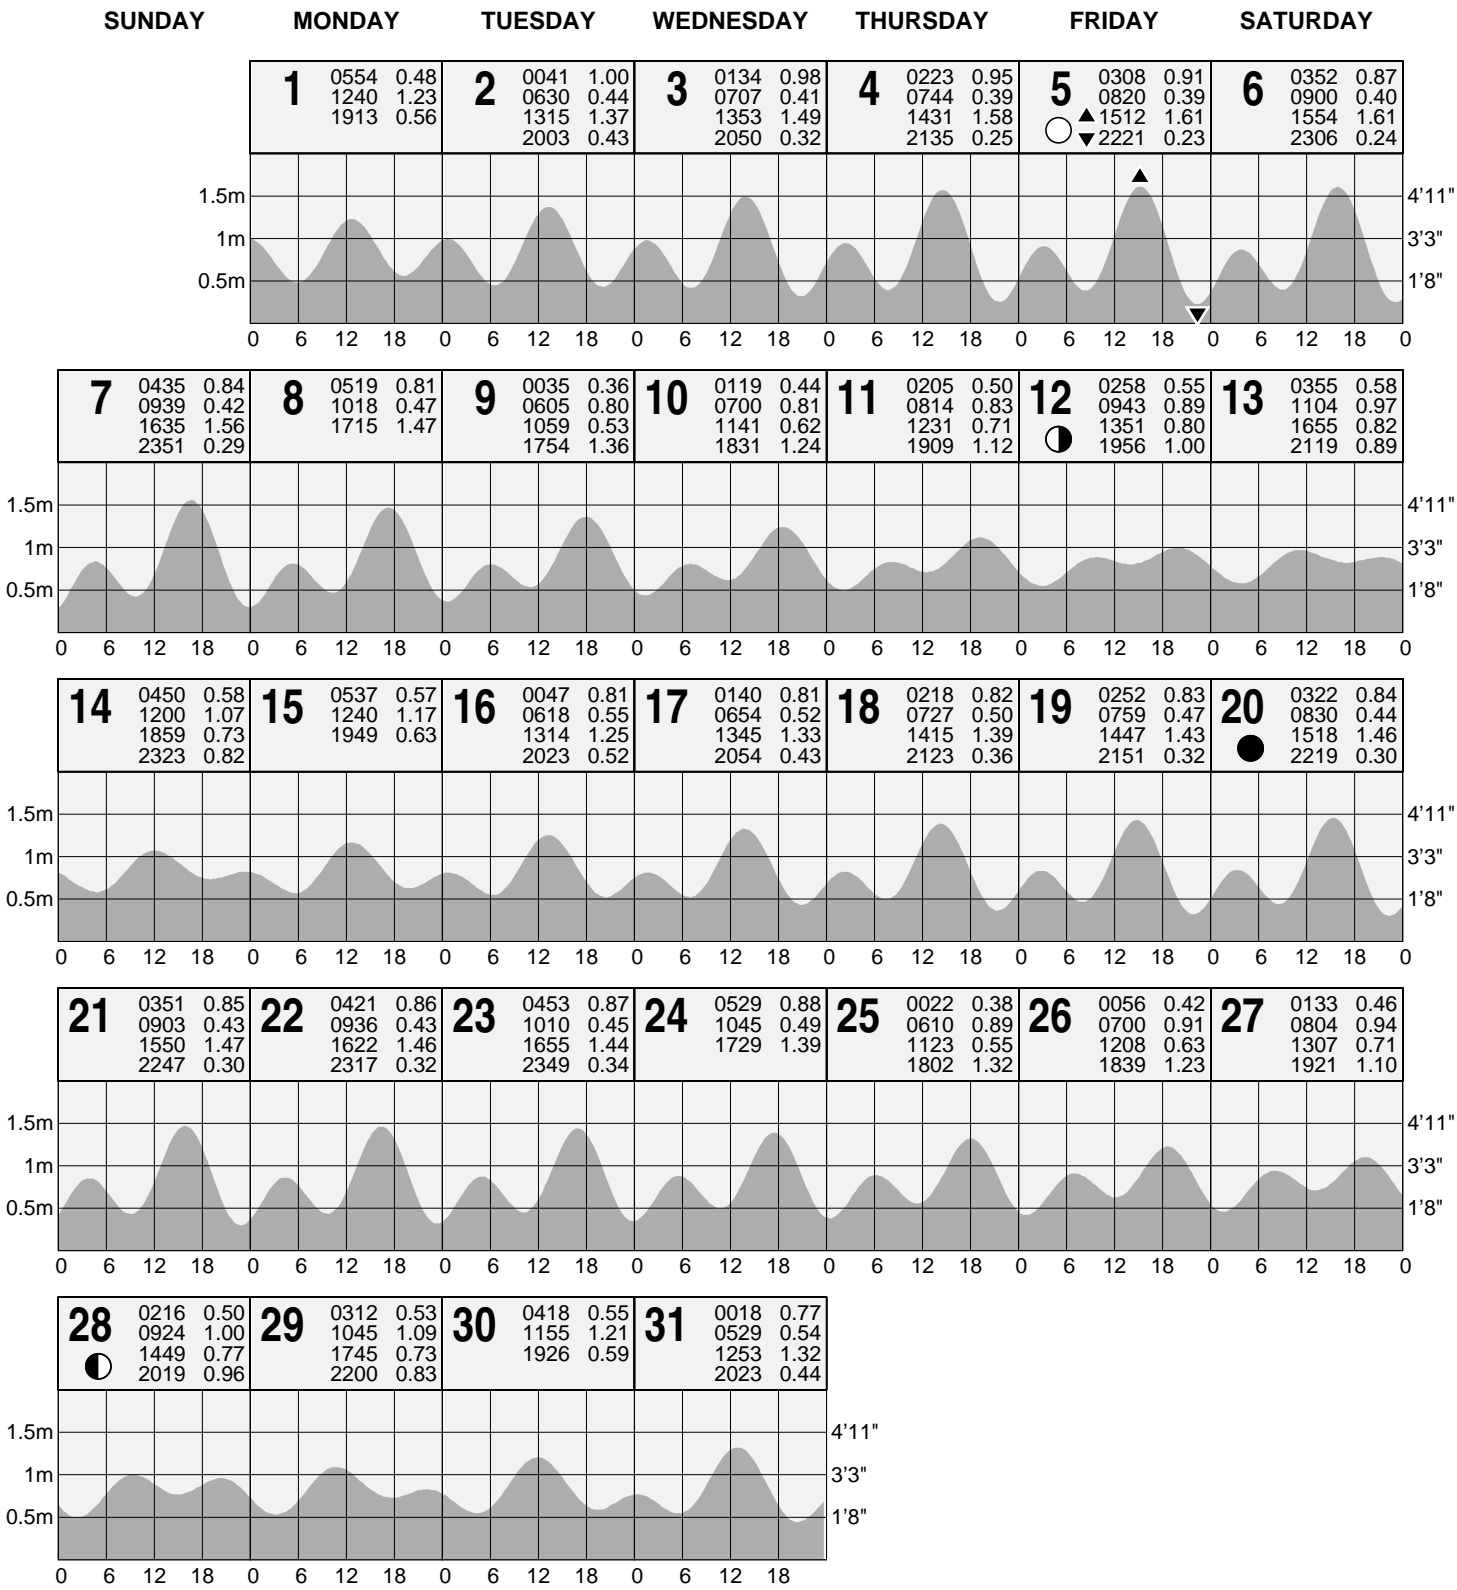 SUNDAY MONDAY TUESDAY WEDNESDAY THURSDAY FRIDAY SATURDAY
1 0554 0.48
1240 1.23
1913 0.56
2 0041 1.00
0630 0.44
1315 1.37
2003 0.43
3 0134 0.98
0707 0.41
1353 1.49
2050 0.32
4 0223 0.95
0744 0.39
1431 1.58
2135 0.25
5 0308 0.91
0820 0.39
1512 1.61
2221 0.23
6 0352 0.87
0900 0.40
1554 1.61
2306 0.24
1.5m 4'11"
1m 3'3"
0.5m 1'8"
0 6 12 18 0 6 12 18 0 6 12 18 0 6 12 18 0 6 12 18 0 6 12 18 0
7 0435 0.84
0939 0.42
1635 1.56
2351 0.29
8 0519 0.81
1018 0.47
1715 1.47
9 0035 0.36
0605 0.80
1059 0.53
1754 1.36
10 0119 0.44
0700 0.81
1141 0.62
1831 1.24
11 0205 0.50
0814 0.83
1231 0.71
1909 1.12
12 0258 0.55
0943 0.89
1351 0.80
1956 1.00
13 0355 0.58
1104 0.97
1655 0.82
2119 0.89
1.5m 4'11"
1m 3'3"
0.5m 1'8"
0 6 12 18 0 6 12 18 0 6 12 18 0 6 12 18 0 6 12 18 0 6 12 18 0 6 12 18 0
14 0450 0.58
1200 1.07
1859 0.73
2323 0.82
15 0537 0.57
1240 1.17
1949 0.63
16 0047 0.81
0618 0.55
1314 1.25
2023 0.52
17 0140 0.81
0654 0.52
1345 1.33
2054 0.43
18 0218 0.82
0727 0.50
1415 1.39
2123 0.36
19 0252 0.83
0759 0.47
1447 1.43
2151 0.32
20 0322 0.84
0830 0.44
1518 1.46
2219 0.30
1.5m 4'11"
1m 3'3"
0.5m 1'8"
0 6 12 18 0 6 12 18 0 6 12 18 0 6 12 18 0 6 12 18 0 6 12 18 0 6 12 18 0
21 0351 0.85
0903 0.43
1550 1.47
2247 0.30
22 0421 0.86
0936 0.43
1622 1.46
2317 0.32
23 0453 0.87
1010 0.45
1655 1.44
2349 0.34
24 0529 0.88
1045 0.49
1729 1.39
25 0022 0.38
0610 0.89
1123 0.55
1802 1.32
26 0056 0.42
0700 0.91
1208 0.63
1839 1.23
27 0133 0.46
0804 0.94
1307 0.71
1921 1.10
1.5m 4'11"
1m 3'3"
0.5m 1'8"
0 6 12 18 0 6 12 18 0 6 12 18 0 6 12 18 0 6 12 18 0 6 12 18 0 6 12 18 0
28 0216 0.50
0924 1.00
1449 0.77
2019 0.96
29 0312 0.53
1045 1.09
1745 0.73
2200 0.83
30 0418 0.55
1155 1.21
1926 0.59
31 0018 0.77
0529 0.54
1253 1.32
2023 0.44
1.5m 4'11"
1m 3'3"
0.5m 1'8"
0 6 12 18 0 6 12 18 0 6 12 18 0 6 12 18